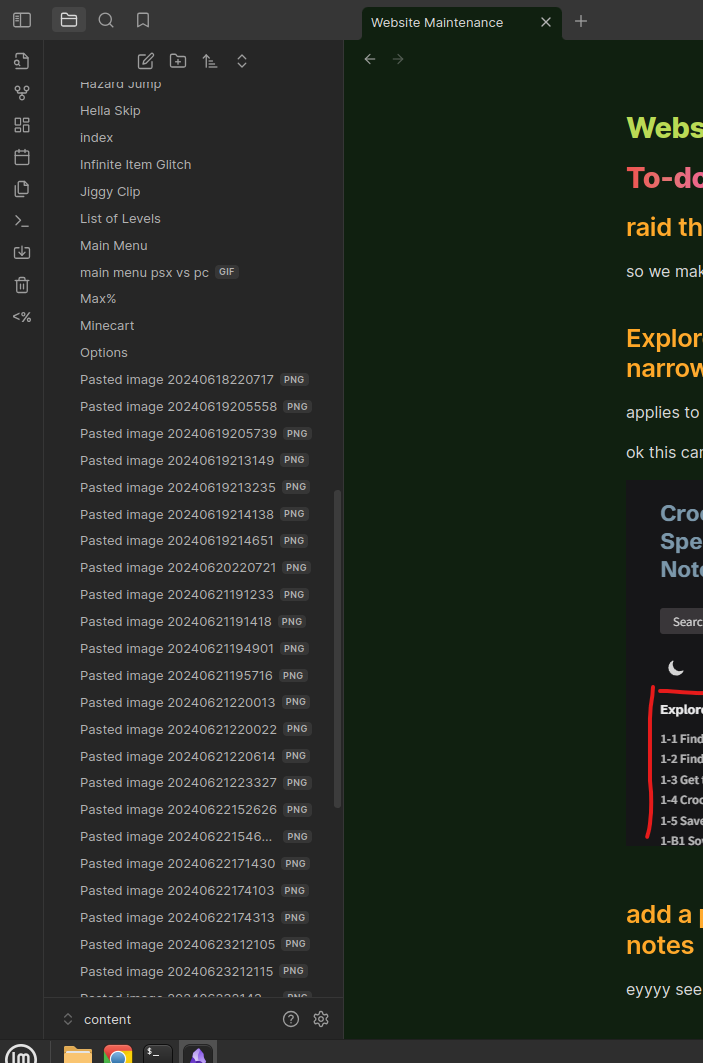 Website Maintenance
Hazard Jump
Hella Skip
index
Infinite Item Glitch
Jiggy Clip
List of Levels
Main Menu
main menu psx vs pc GIF
Max%
Minecart
Options
Pasted image 20240618220717 PNG
Pasted image 20240619205558 PNG
Pasted image 20240619205739 PNG
Pasted image 20240619213149 PNG
Pasted image 20240619213235 PNG
Pasted image 20240619214138 PNG
Pasted image 20240619214651 PNG
Pasted image 20240620220721 PNG
Pasted image 20240621191233 PNG
Pasted image 20240621191418 PNG
Pasted image 20240621194901 PNG
Pasted image 20240621195716 PNG
Pasted image 20240621220013 PNG
Pasted image 20240621220022 PNG
Pasted image 20240621220614 PNG
Pasted image 20240621223327 PNG
Pasted image 20240622152626 PNG
Pasted image 202406221546... PNG
Pasted image 20240622171430 PNG
Pasted image 20240622174103 PNG
Pasted image 20240622174313 PNG
Pasted image 20240623212105 PNG
Pasted image 20240623212115 PNG
content
<%
Webs
To-do
raid th
so we mak
Explor
narrow
applies to
ok this can
Croc
Spe
Note
Searc
Explore
1-1 Find
1-2 Find
1-3 Get t
1-4 Croc
1-5 Save
1-B1 Sov
add a p
notes
eyyyy see